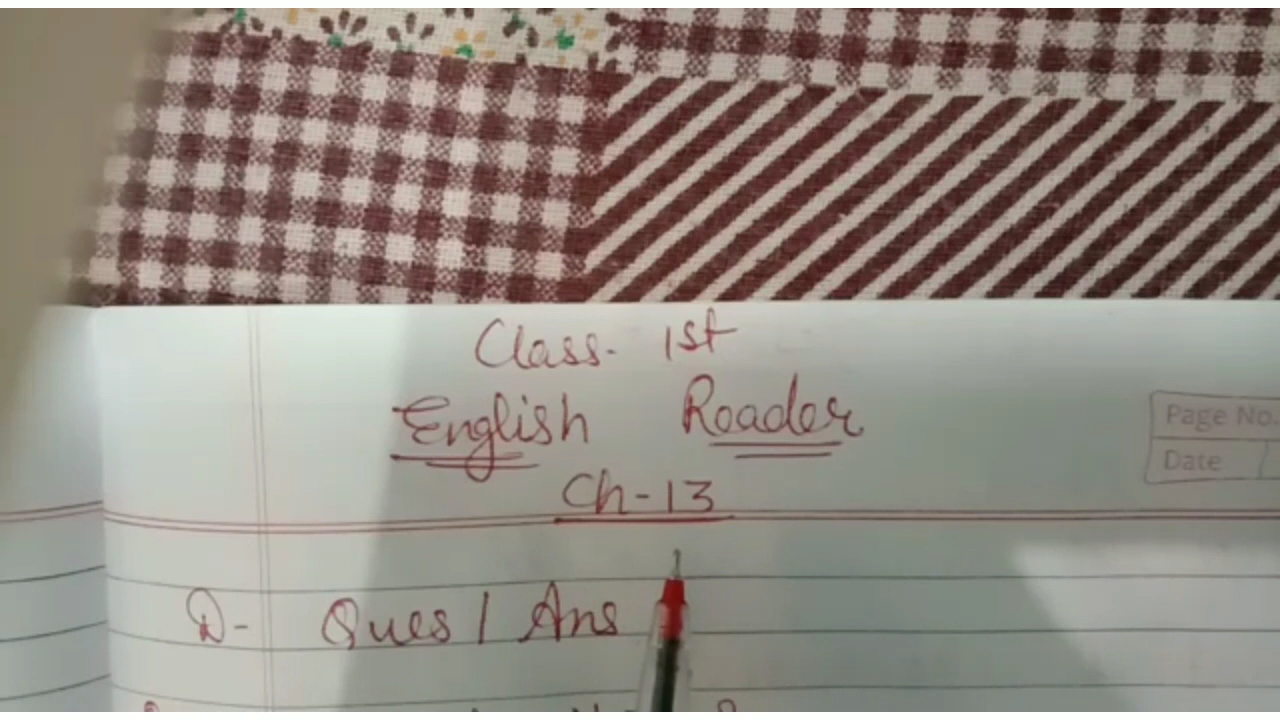 Class- 1st
English Reader
Page No.
Ch-13
Date
D- Ques / Ans